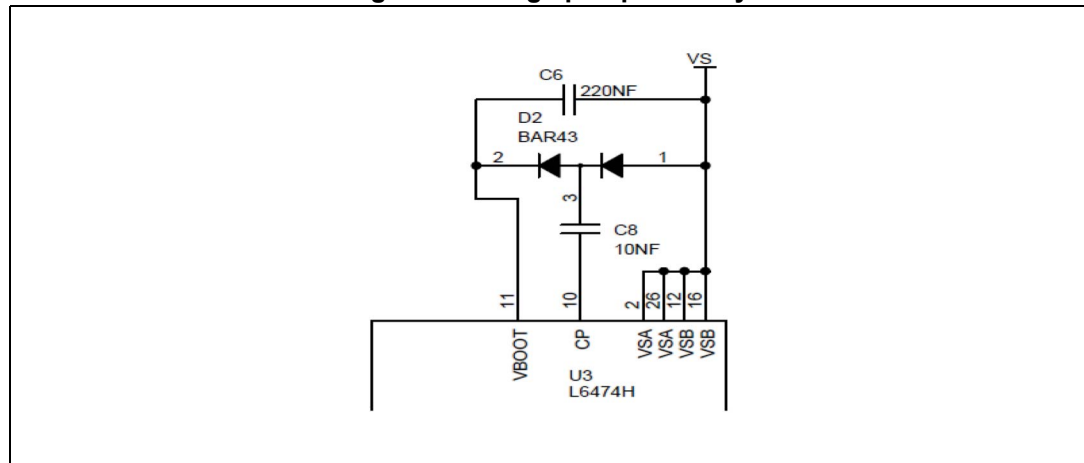 VS
C6
220NF
D2
BAR43
2
1
3
C8
10NF
11
10
2
26
12
16
VBOOT
CP
VSA
VSA
VSB
VSB
U3
L6474H